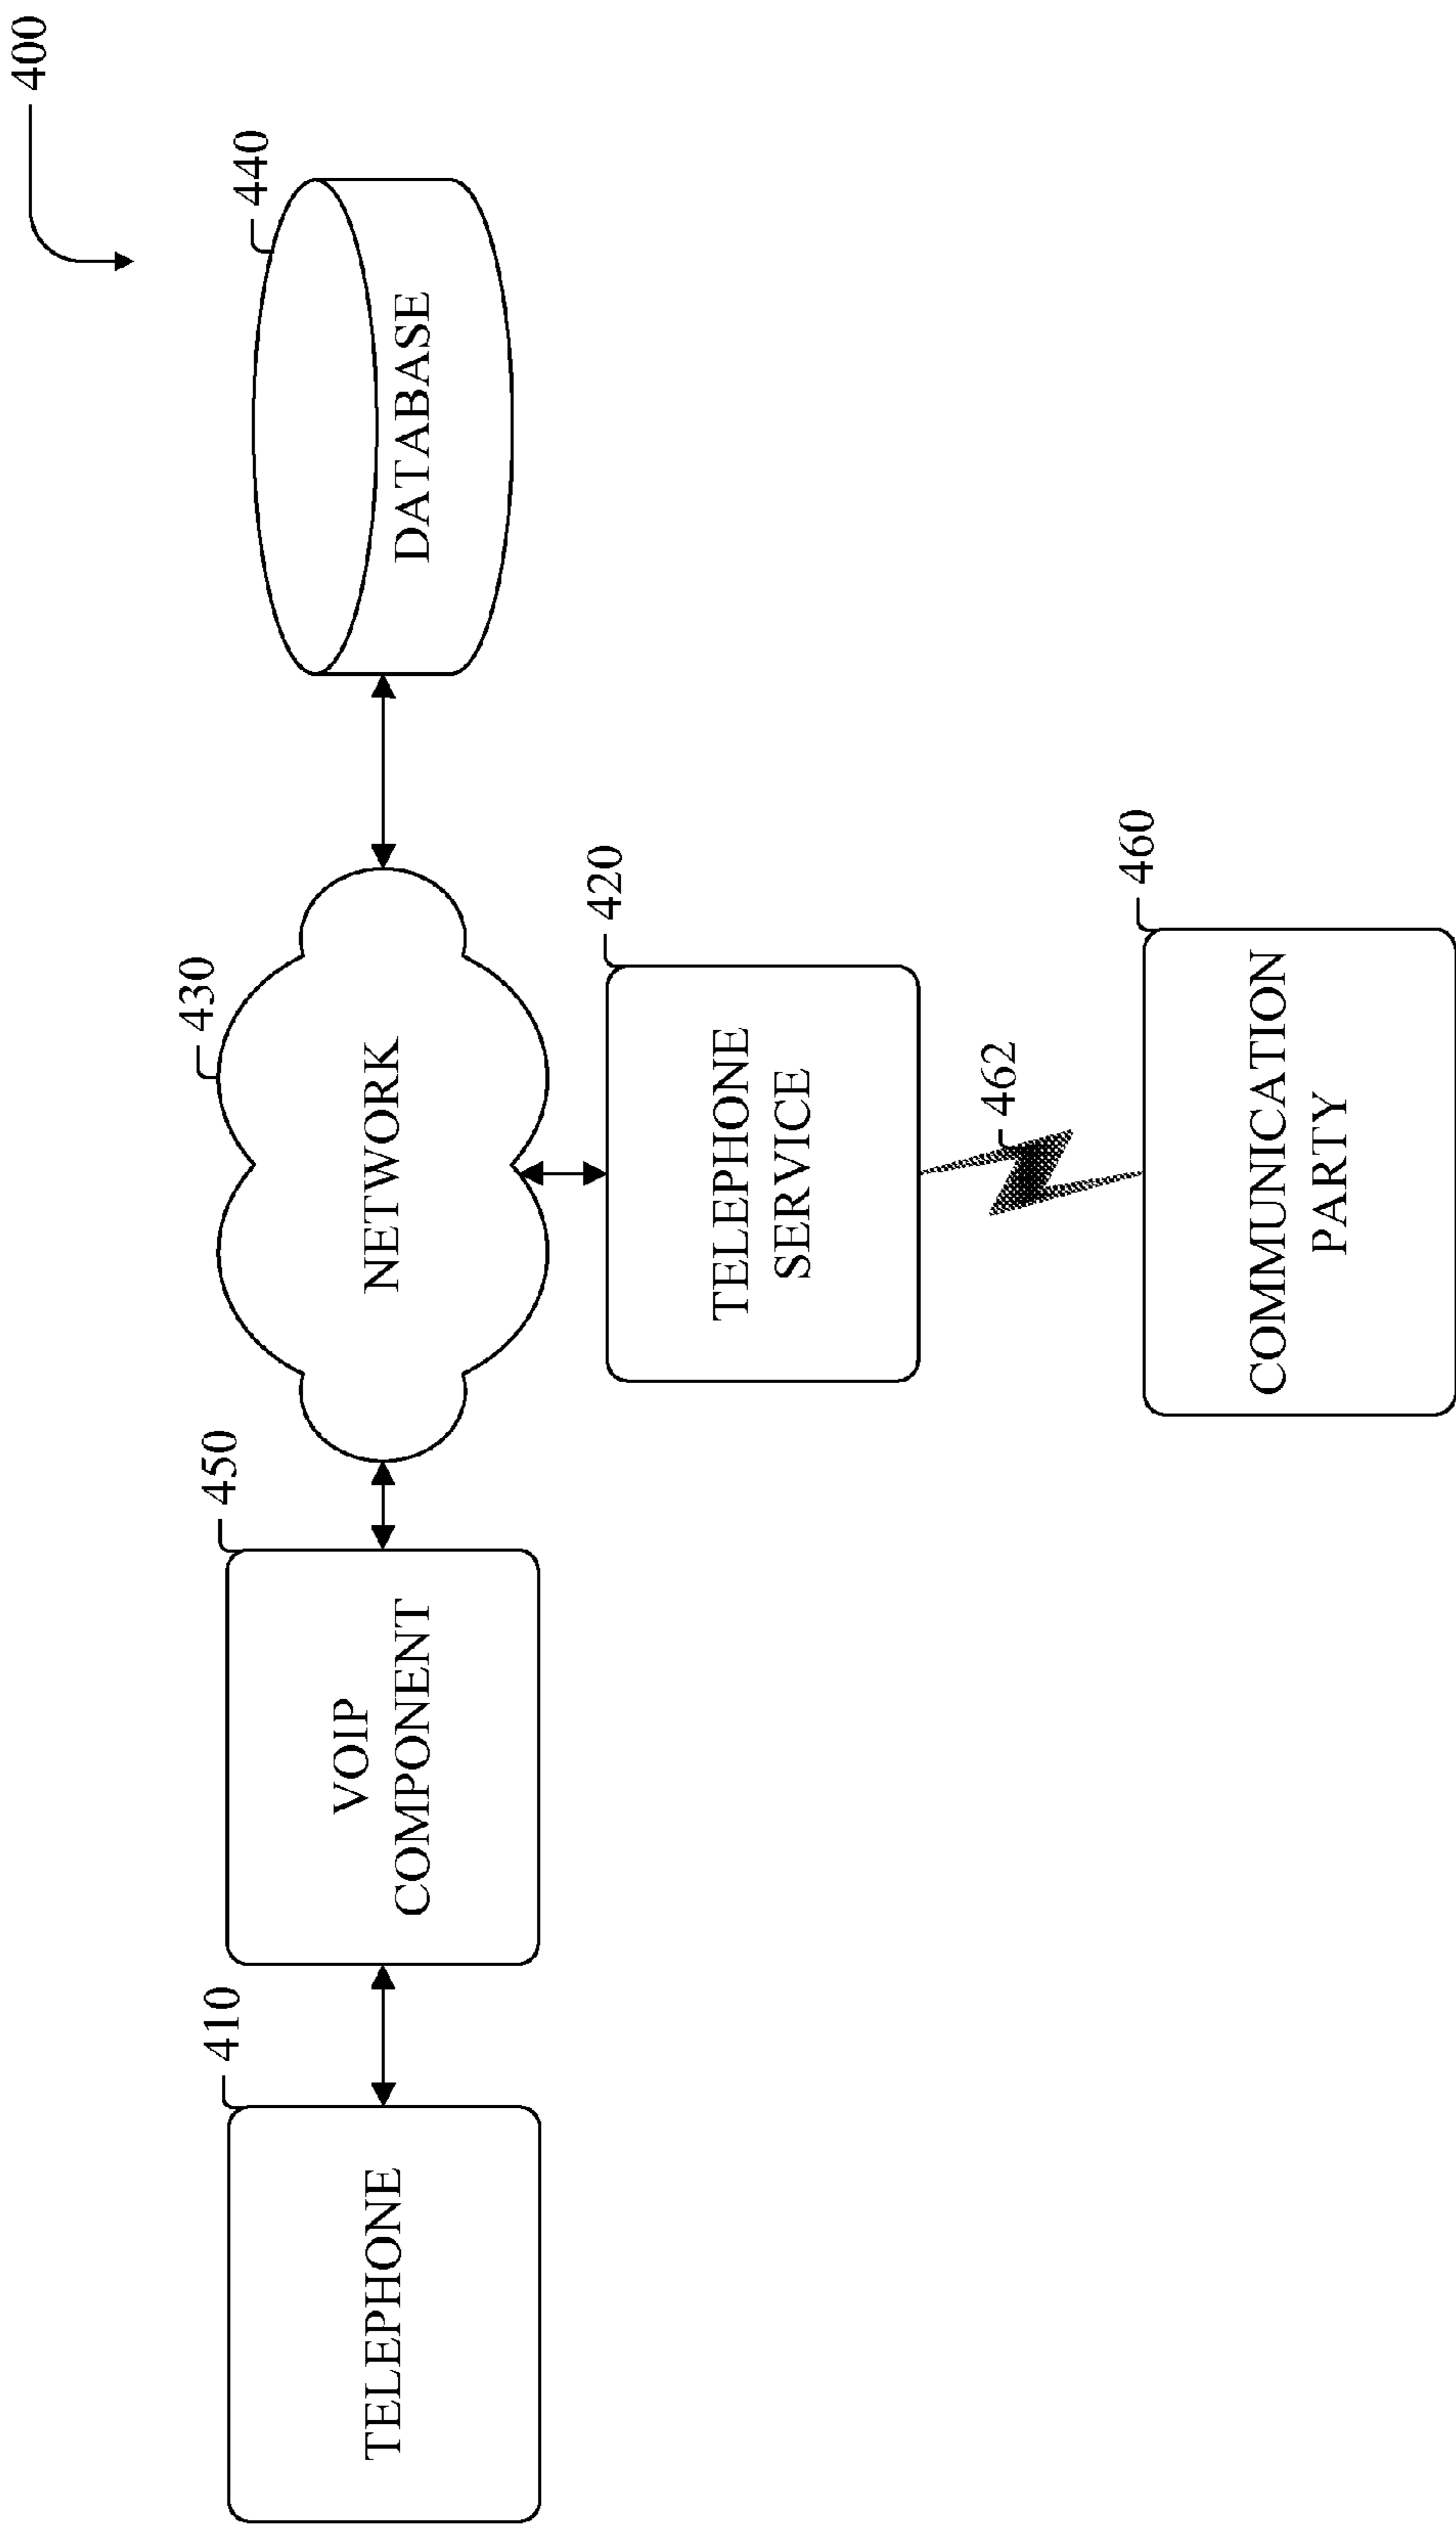 400
410
TELEPHONE
450
VOIP
COMPONENT
430
NETWORK
440
DATABASE
420
TELEPHONE
SERVICE
462
460
COMMUNICATION
PARTY